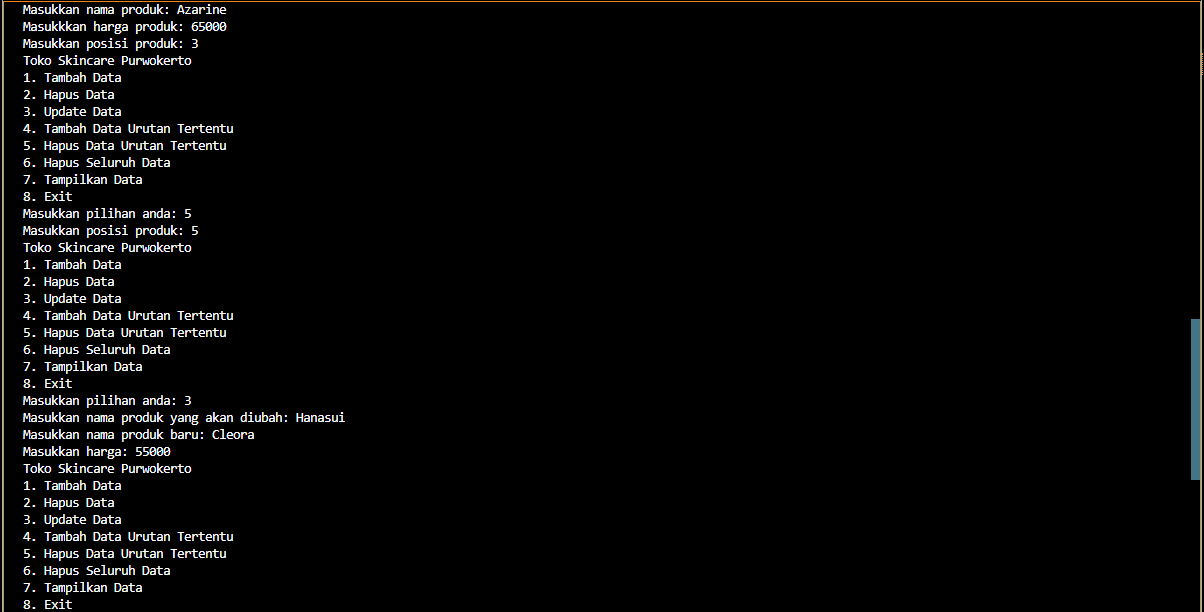 Masukkan nama produk: Azarine
Masukkkan harga produk: 65000
Masukkan posisi produk: 3
Toko Skincare Purwokerto
1. Tambah Data
2. Hapus Data
3. Update Data
4. Tambah Data Urutan Tertentu
5. Hapus Data Urutan Tertentu
6. Hapus Seluruh Data
7. Tampilkan Data
8. Exit
Masukkan pilihan anda: 5
Masukkan posisi produk: 5
Toko Skincare Purwokerto
1. Tambah Data
2. Hapus Data
3. Update Data
4. Tambah Data Urutan Tertentu
5. Hapus Data Urutan Tertentu
6. Hapus Seluruh Data
7. Tampilkan Data
8. Exit
Masukkan pilihan anda: 3
Masukkan nama produk yang akan diubah: Hanasui
Masukkan nama produk baru: Cleora
Masukkan harga: 55000
Toko Skincare Purwokerto
1. Tambah Data
2. Hapus Data
3. Update Data
4. Tambah Data Urutan Tertentu
5. Hapus Data Urutan Tertentu
6. Hapus Seluruh Data
7. Tampilkan Data
8. Exit